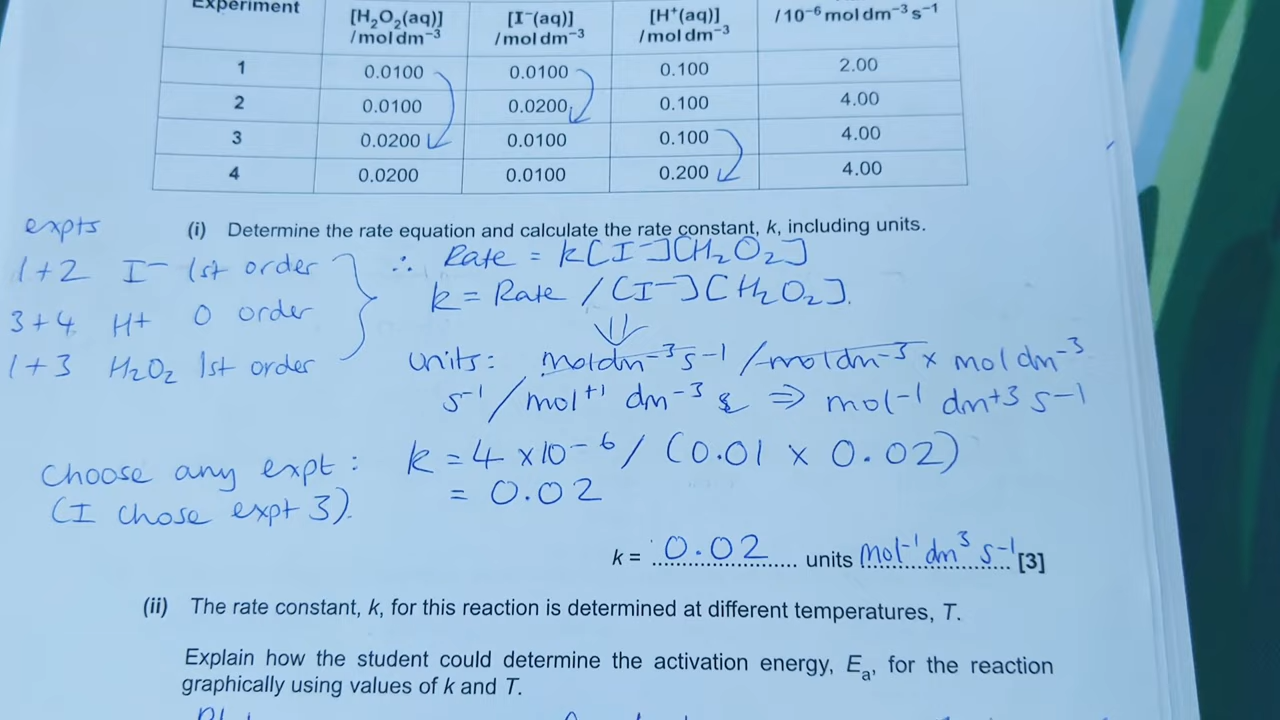 Experiment
[H₂O₂(aq)] [I⁻(aq)] [H⁺(aq)] /10⁻⁶ mol dm⁻³ s⁻¹
/mol dm⁻³ /mol dm⁻³ /mol dm⁻³
1 0.0100 0.0100 0.100 2.00
2 0.0100 0.0200 0.100 4.00
3 0.0200 0.0100 0.100 4.00
4 0.0200 0.0100 0.200 4.00
(i) Determine the rate equation and calculate the rate constant, k, including units.
expts
1+2 I⁻ 1st order
3+4 H+ 0 order
1+3 H₂O₂ 1st order
∴ Rate = k[I-][H₂O₂]
k = Rate / [I-][H₂O₂].
units: moldm⁻³s⁻¹ / moldm⁻³ x mol dm⁻³
s⁻¹ / mol⁺¹ dm⁻³ ⇒ mol⁻¹ dm⁺³ s⁻¹
Choose any expt:
(I chose expt 3).
k = 4 x10⁻⁶ / (0.01 x 0.02)
= 0.02
k = 0.02 units mol⁻¹ dm³ s⁻¹ [3]
(ii) The rate constant, k, for this reaction is determined at different temperatures, T.
Explain how the student could determine the activation energy, Eₐ, for the reaction
graphically using values of k and T.